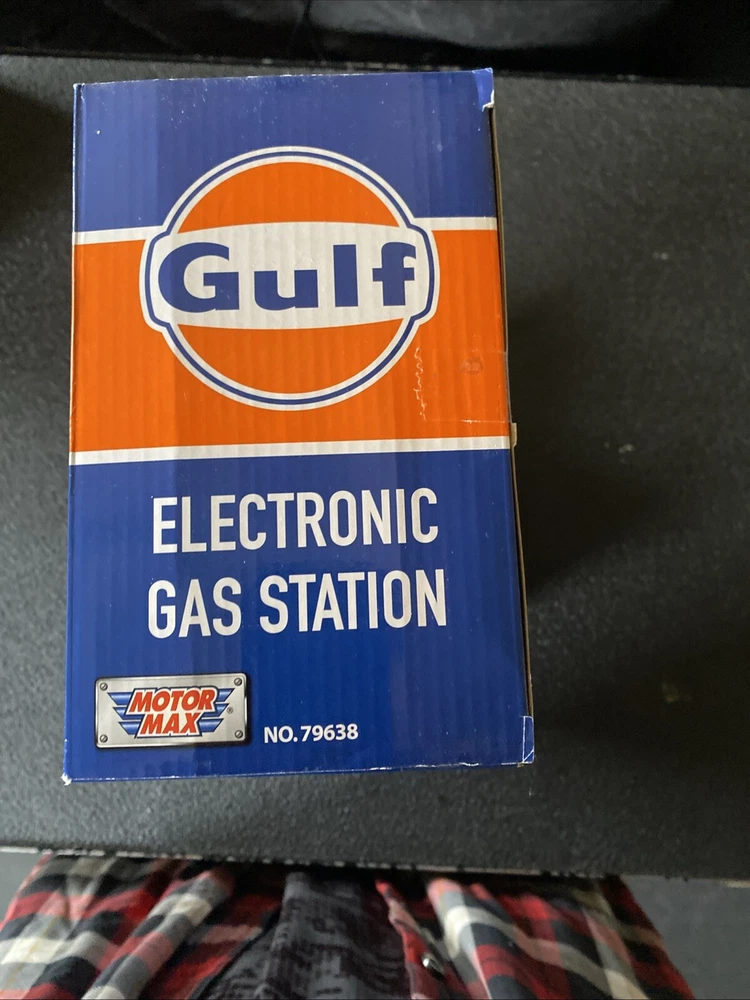 Gulf
ELECTRONIC
GAS STATION
MOTOR
MAX®
NO.79638